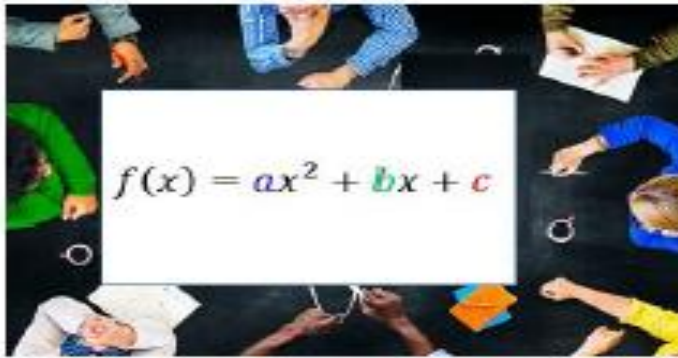 f(x) = ax² + bx + c